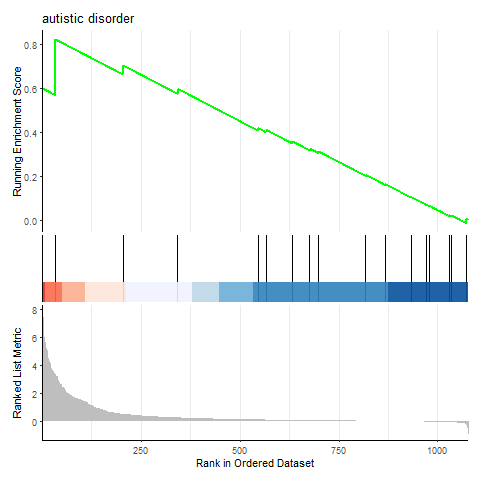 autistic disorder
Running Enrichment Score
0.8
0.6
0.4
0.2
0.0
Ranked List Metric
8
6
4
2
0
250 500 750 1000
Rank in Ordered Dataset